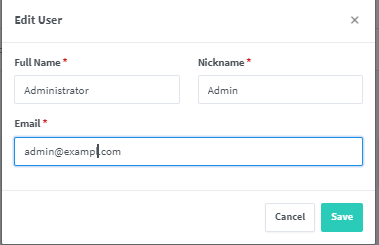 Edit User ×
Full Name * Nickname *
Administrator Admin
Email *
admin@exampl.com
Cancel Save